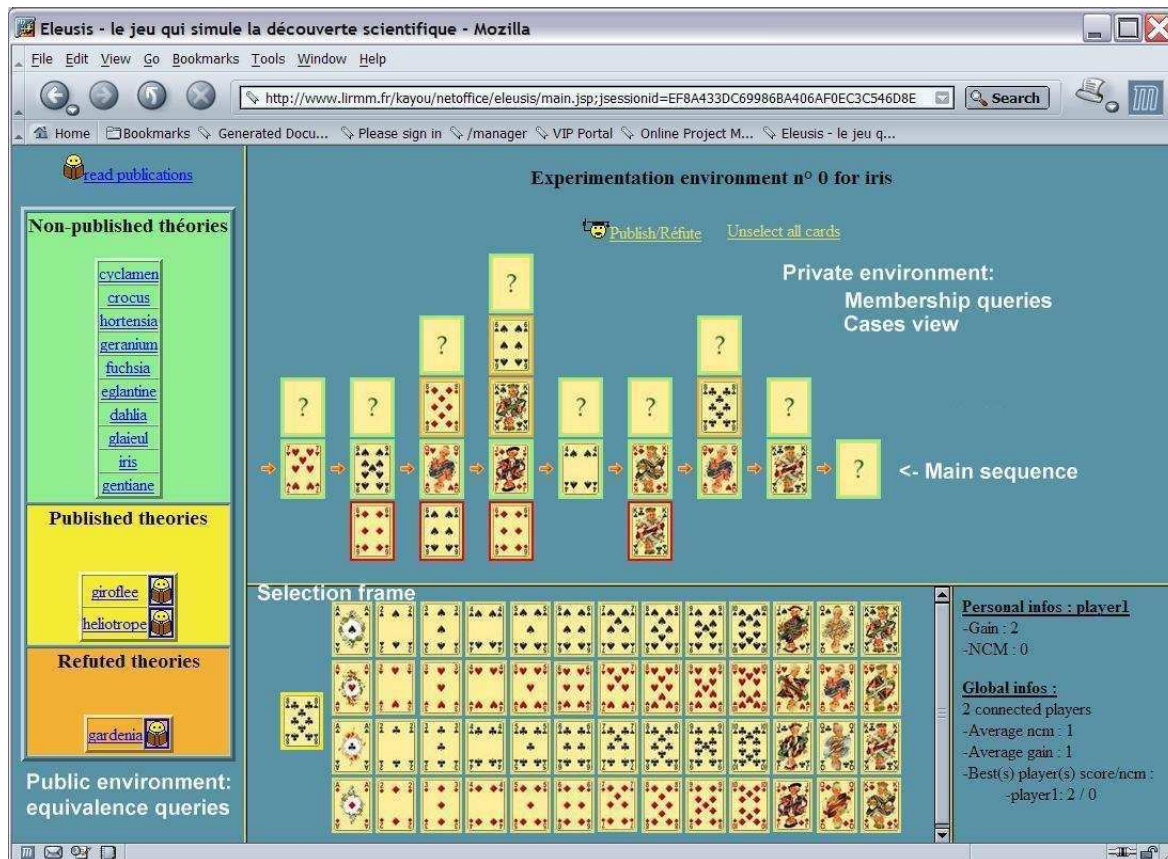 Eleusis - le jeu qui simule la découverte scientifique - Mozilla
File Edit View Go Bookmarks Tools Window Help
http://www.lirmm.fr/kayou/netoffice/eleusis/main.jsp;jsessionid=EF8A433DC69986BA406AF0EC3C546D8E
Search
Home Bookmarks Generated Docu... Please sign in /manager VIP Portal Online Project M... Eleusis - le jeu q...
read publications
Non-published théories
cyclamen
crocus
hortensia
geranium
fuchsia
eglantine
dahlia
glaieul
iris
gentiane
Published theories
giroflee
heliotrope
Refuted theories
gardenia
Public environment:
equivalence queries
Experimentation environment n° 0 for iris
Publish/Réfute Unselect all cards
Private environment:
Membership queries
Cases view
? 
? ?
? ? ? ? ?
?
<- Main sequence
Selection frame
Personal infos : player1
-Gain : 2
-NCM : 0
Global infos :
2 connected players
-Average ncm : 1
-Average gain : 1
-Best(s) player(s) score/ncm :
-player1: 2 / 0